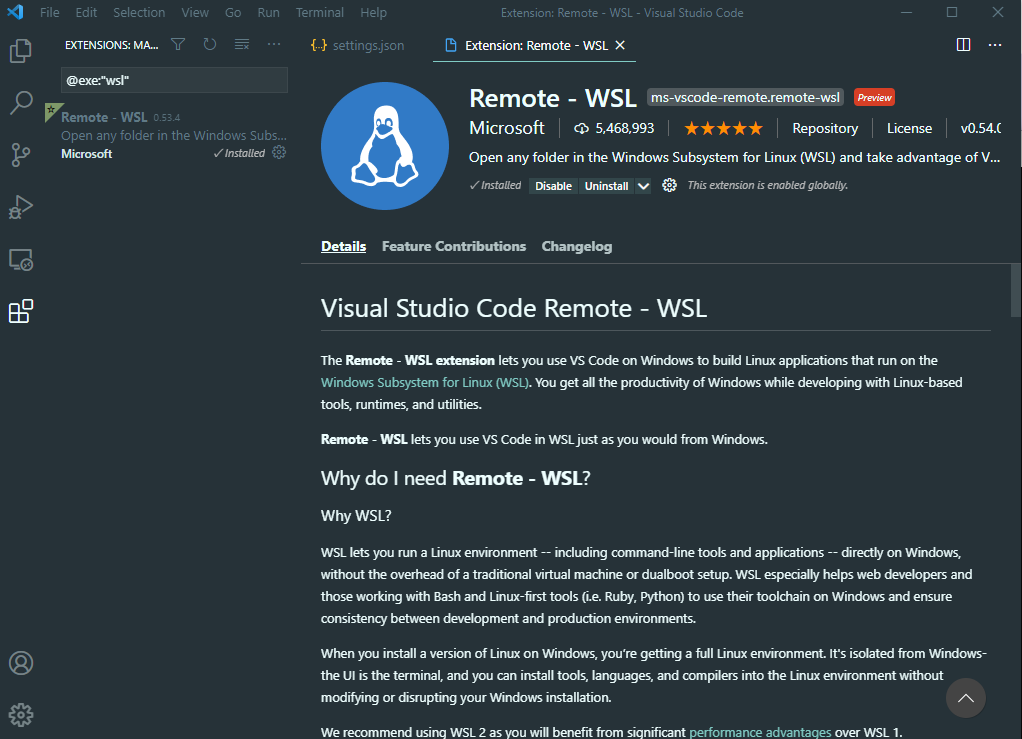 File Edit Selection View Go Run Terminal Help Extension: Remote - WSL - Visual Studio Code
EXTENSIONS: MA...
settings.json
Extension: Remote - WSL
@exe:"wsl"
Remote - WSL 0.53.4
Open any folder in the Windows Subs...
Microsoft
Installed
Remote - WSL ms-vscode-remote.remote-wsl Preview
Microsoft 5,468,993 Repository License v0.54.0
Open any folder in the Windows Subsystem for Linux (WSL) and take advantage of V...
Installed Disable Uninstall This extension is enabled globally.
Details Feature Contributions Changelog
Visual Studio Code Remote - WSL
The Remote - WSL extension lets you use VS Code on Windows to build Linux applications that run on the
Windows Subsystem for Linux (WSL). You get all the productivity of Windows while developing with Linux-based
tools, runtimes, and utilities.
Remote - WSL lets you use VS Code in WSL just as you would from Windows.
Why do I need Remote - WSL?
Why WSL?
WSL lets you run a Linux environment -- including command-line tools and applications -- directly on Windows,
without the overhead of a traditional virtual machine or dualboot setup. WSL especially helps web developers and
those working with Bash and Linux-first tools (i.e. Ruby, Python) to use their toolchain on Windows and ensure
consistency between development and production environments.
When you install a version of Linux on Windows, you're getting a full Linux environment. It's isolated from Windows-
the UI is the terminal, and you can install tools, languages, and compilers into the Linux environment without
modifying or disrupting your Windows installation.
We recommend using WSL 2 as you will benefit from significant performance advantages over WSL 1.